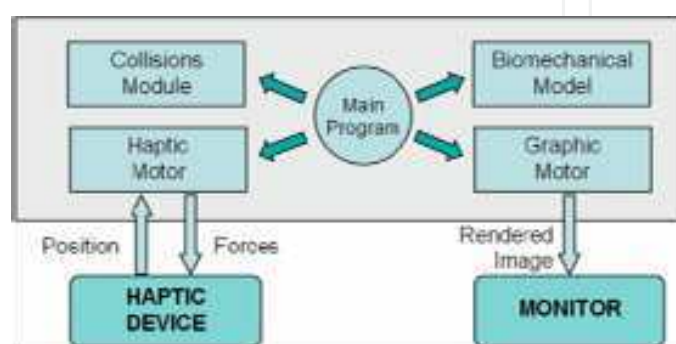 Collisions
Module
Biomechanical
Model
Main
Program
Haptic
Motor
Graphic
Motor
Position
Forces
Rendered
Image
HAPTIC
DEVICE
MONITOR